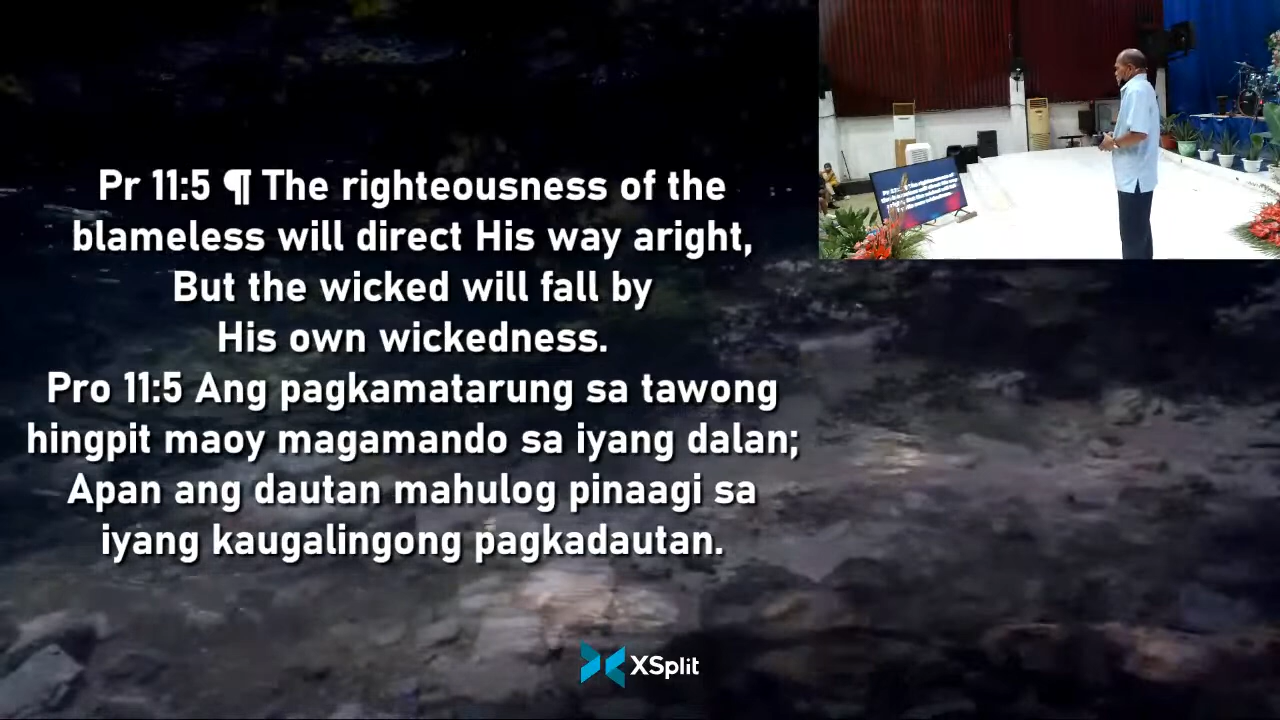 Pr 11:5 ¶ The righteousness of the
blameless will direct His way aright,
But the wicked will fall by
His own wickedness.
Pro 11:5 Ang pagkamatarung sa tawong
hingpit maoy magamando sa iyang dalan;
Apan ang dautan mahulog pinaagi sa
iyang kaugalingong pagkadautan.
XSplit